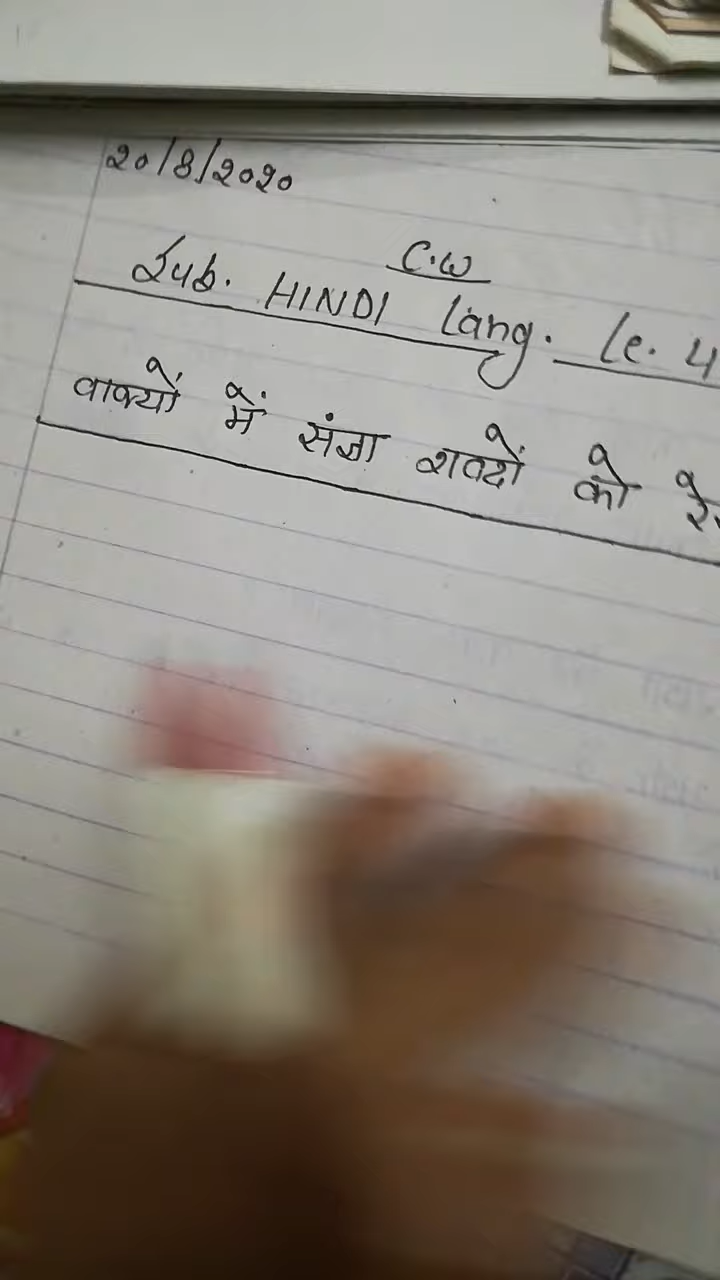 20/8/2020
C.W
Sub. HINDI Lang. Le. 4
वाक्यों में संज्ञा शब्दों को